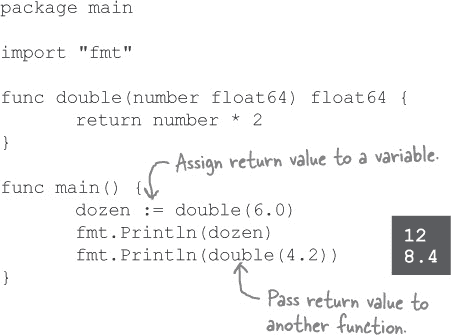 package main
import "fmt"
func double(number float64) float64 {
return number * 2
}
Assign return value to a variable.
func main() {
dozen := double(6.0)
fmt.Println(dozen)
fmt.Println(double(4.2))
}
12
8.4
Pass return value to
another function.